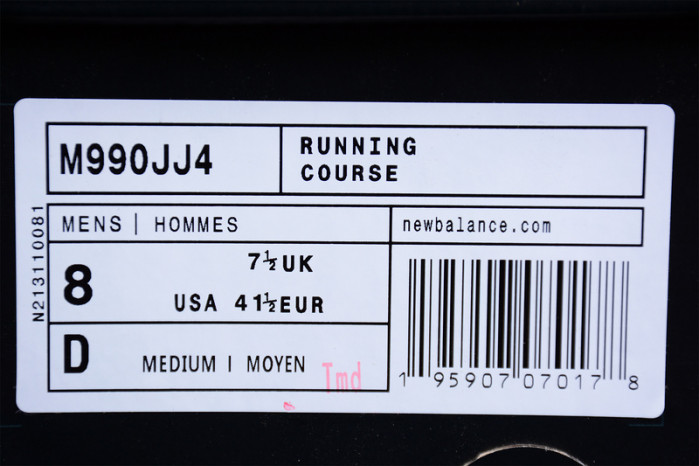 M990JJ4
RUNNING
COURSE
MENS | HOMMES
newbalance.com
8
7½UK
USA 41½EUR
D
MEDIUM | MOYEN
Tmd
1 95907 07017 8
N213110081